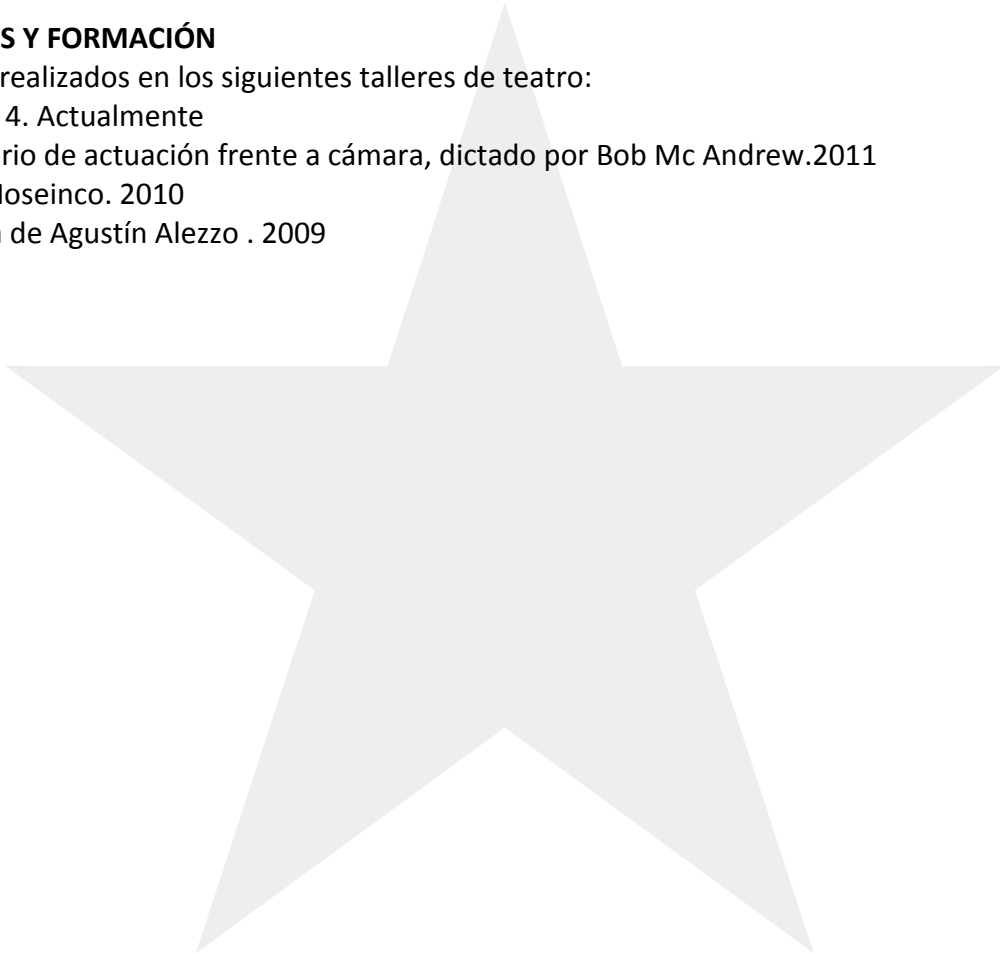 S Y FORMACIÓN
realizados en los siguientes talleres de teatro:
4. Actualmente
rio de actuación frente a cámara, dictado por Bob Mc Andrew.2011
oseinco. 2010
de Agustín Alezzo . 2009